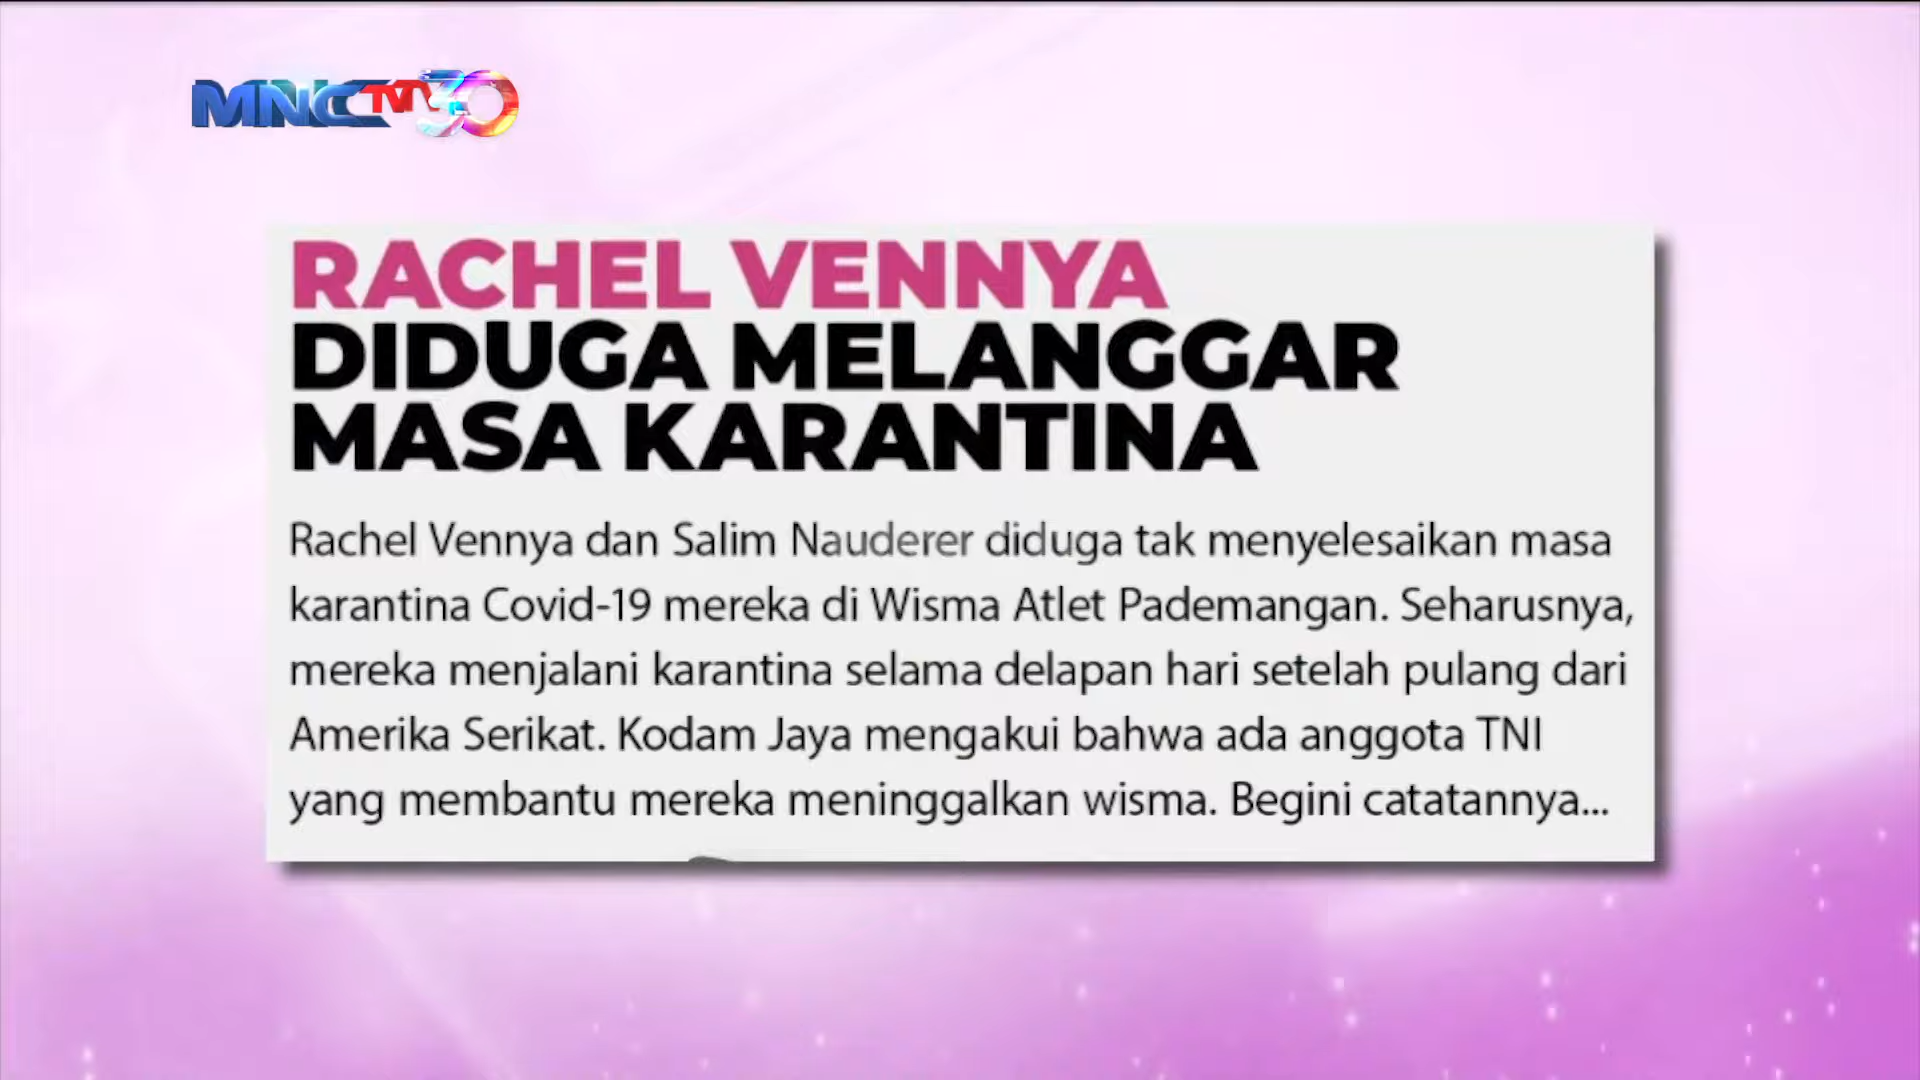 MNCTV30
RACHEL VENNYA
DIDUGA MELANGGAR
MASA KARANTINA
Rachel Vennya dan Salim Nauderer diduga tak menyelesaikan masa
karantina Covid-19 mereka di Wisma Atlet Pademangan. Seharusnya,
mereka menjalani karantina selama delapan hari setelah pulang dari
Amerika Serikat. Kodam Jaya mengakui bahwa ada anggota TNI
yang membantu mereka meninggalkan wisma. Begini catatannya...